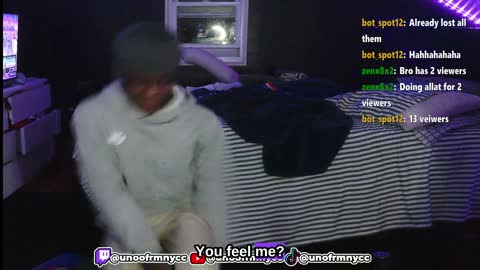 bot_spot12: Already lost all
them
bot_spot12: Hahhahahaha
zenx8x2: Bro has 2 viewers
zenx8x2: Doing allat for 2
viewers
bot_spot12: 13 veiwers
You feel me?
@unoofrmnycc @unoofrmnycc @unoofrmnycc